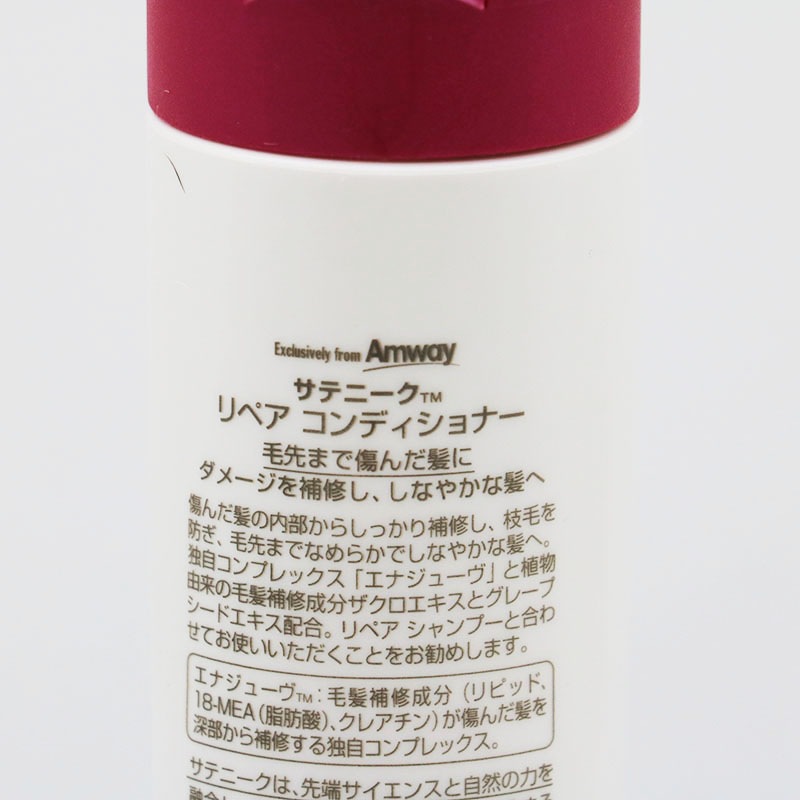 Exclusively from Amway
サテニーク™
リペア コンディショナー
毛先まで傷んだ髪に
ダメージを補修し、しなやかな髪へ
傷んだ髪の内部からしっかり補修し、枝毛を
防ぎ、毛先までなめらかでしなやかな髪へ。
独自コンプレックス「エナジューヴ」と植物
由来の毛髪補修成分ザクロエキスとグレープ
シードエキス配合。リペア シャンプーと合わ
せてお使いいただくことをお勧めします。
エナジューヴ™:毛髪補修成分(リピッド、
18-MEA(脂肪酸)、クレアチン)が傷んだ髪を
深部から補修する独自コンプレックス。
サテニークは、先端サイエンスと自然の力を